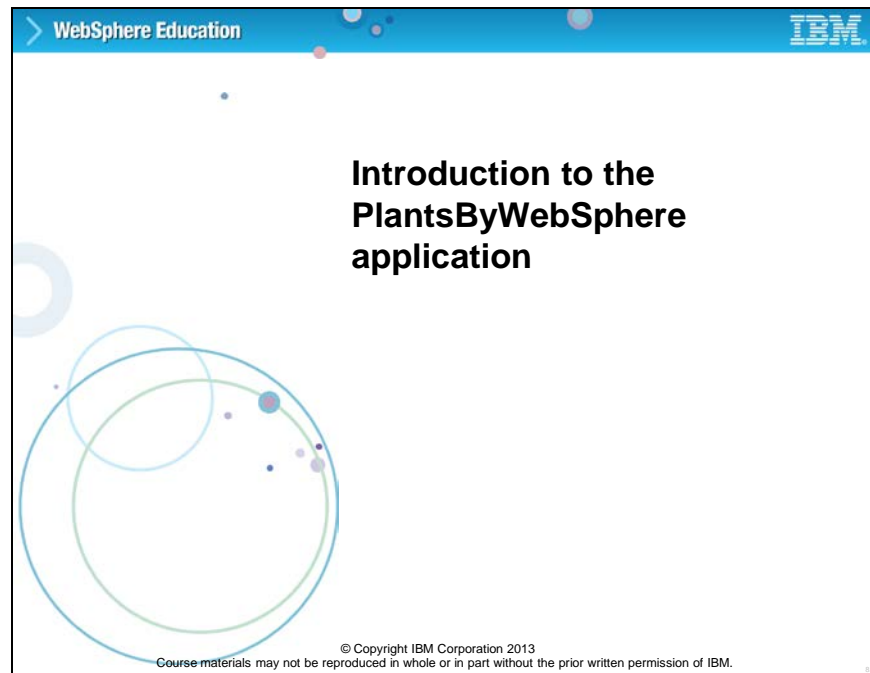 WebSphere Education
IBM
Introduction to the
PlantsByWebSphere
application
© Copyright IBM Corporation 2013
Course materials may not be reproduced in whole or in part without the prior written permission of IBM.